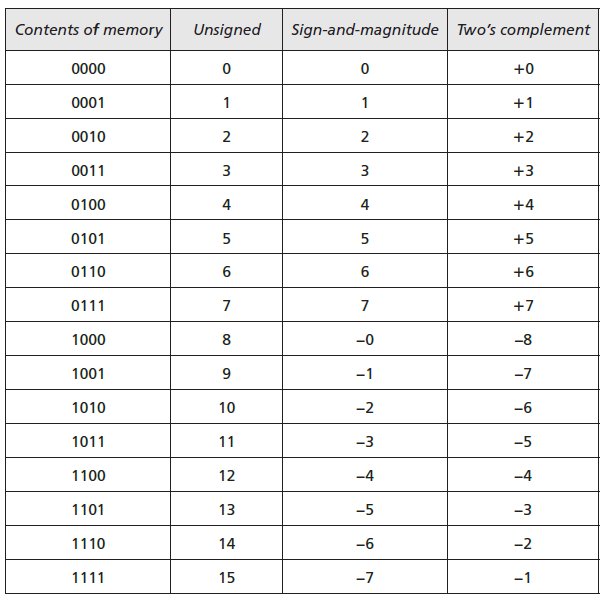 Contents of memory Unsigned Sign-and-magnitude Two's complement
0000 0 0 +0
0001 1 1 +1
0010 2 2 +2
0011 3 3 +3
0100 4 4 +4
0101 5 5 +5
0110 6 6 +6
0111 7 7 +7
1000 8 –0 –8
1001 9 –1 –7
1010 10 –2 –6
1011 11 –3 –5
1100 12 –4 –4
1101 13 –5 –3
1110 14 –6 –2
1111 15 –7 –1